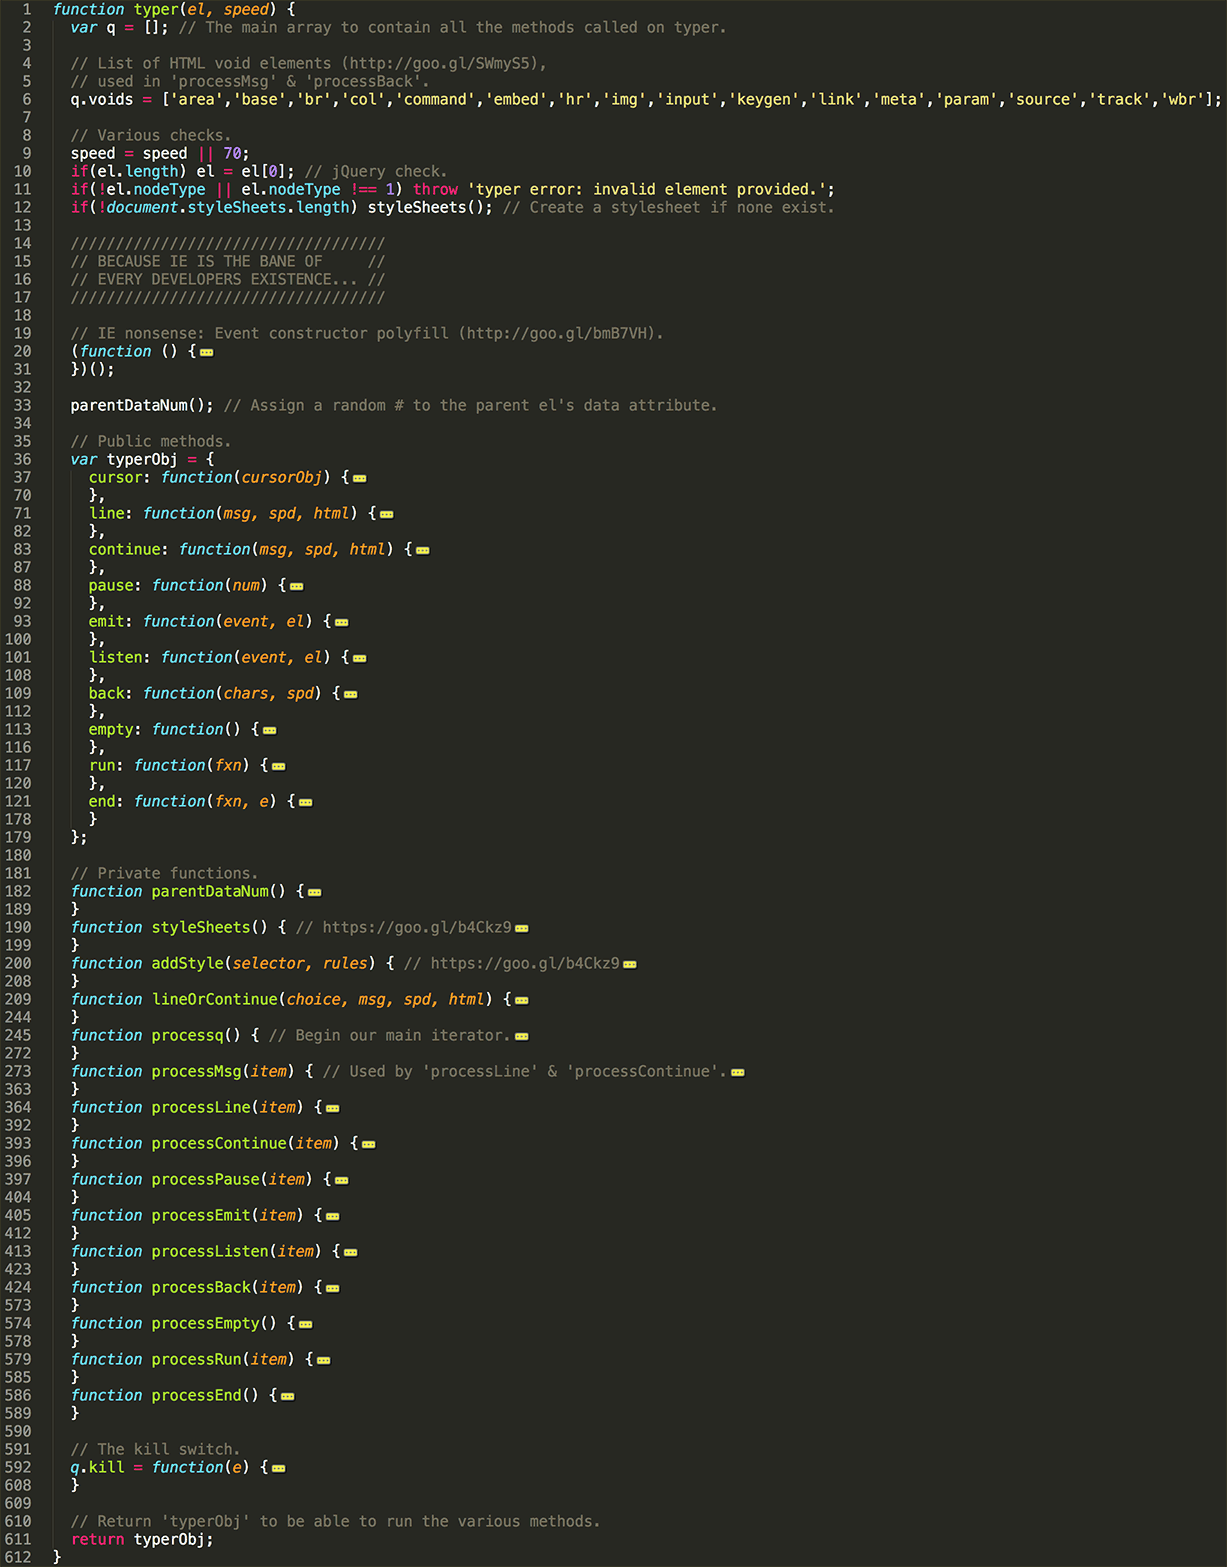 1 function typer(el, speed) {
2 var q = []; // The main array to contain all the methods called on typer.
3
4 // List of HTML void elements (http://goo.gl/SWmyS5),
5 // used in 'processMsg' & 'processBack'.
6 q.voids = ['area','base','br','col','command','embed','hr','img','input','keygen','link','meta','param','source','track','wbr'];
7
8 // Various checks.
9 speed = speed || 70;
10 if(el.length) el = el[0]; // jQuery check.
11 if(!el.nodeType || el.nodeType !== 1) throw 'typer error: invalid element provided.';
12 if(!document.styleSheets.length) styleSheets(); // Create a stylesheet if none exist.
13
14 ///////////////////////////////////
15 // BECAUSE IE IS THE BANE OF     //
16 // EVERY DEVELOPERS EXISTENCE... //
17 ///////////////////////////////////
18
19 // IE nonsense: Event constructor polyfill (http://goo.gl/bmB7VH).
20 (function () {
31 })();
32
33 parentDataNum(); // Assign a random # to the parent el's data attribute.
34
35 // Public methods.
36 var typerObj = {
37 cursor: function(cursorObj) {
70 },
71 line: function(msg, spd, html) {
82 },
83 continue: function(msg, spd, html) {
87 },
88 pause: function(num) {
92 },
93 emit: function(event, el) {
100 },
101 listen: function(event, el) {
108 },
109 back: function(chars, spd) {
112 },
113 empty: function() {
116 },
117 run: function(fxn) {
120 },
121 end: function(fxn, e) {
178 }
179 };
180
181 // Private functions.
182 function parentDataNum() {
189 }
190 function styleSheets() { // https://goo.gl/b4Ckz9
199 }
200 function addStyle(selector, rules) { // https://goo.gl/b4Ckz9
208 }
209 function lineOrContinue(choice, msg, spd, html) {
244 }
245 function processq() { // Begin our main iterator.
272 }
273 function processMsg(item) { // Used by 'processLine' & 'processContinue'.
363 }
364 function processLine(item) {
392 }
393 function processContinue(item) {
396 }
397 function processPause(item) {
404 }
405 function processEmit(item) {
412 }
413 function processListen(item) {
423 }
424 function processBack(item) {
573 }
574 function processEmpty() {
578 }
579 function processRun(item) {
585 }
586 function processEnd() {
589 }
590
591 // The kill switch.
592 q.kill = function(e) {
608 }
609
610 // Return 'typerObj' to be able to run the various methods.
611 return typerObj;
612 }